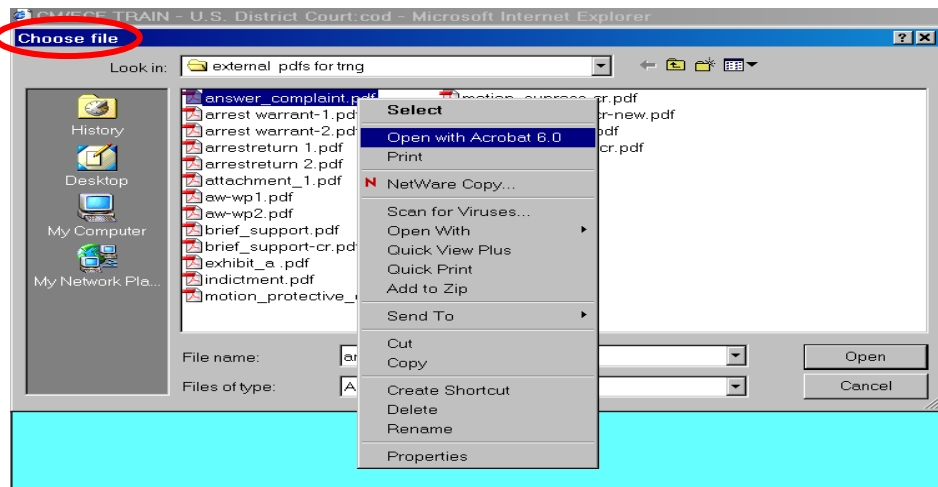 CM/ECF TRAIN - U.S. District Court:cod - Microsoft Internet Explorer
Choose file
Look in: external pdfs for trng
History
Desktop
My Computer
My Network Pla...
answer_complaint.pdf
arrest warrant-1.pd
arrest warrant-2.pd
arrestreturn 1.pdf
arrestreturn 2.pdf
attachment_1.pdf
aw-wp1.pdf
aw-wp2.pdf
brief_support.pdf
brief_support-cr.pd
exhibit_a .pdf
indictment.pdf
motion_protective_
cr.pdf
cr-new.pdf
pdf
cr.pdf
Select
Open with Acrobat 6.0
Print
N NetWare Copy...
Scan for Viruses...
Open With
Quick View Plus
Quick Print
Add to Zip
Send To
Cut
Copy
Create Shortcut
Delete
Rename
Properties
File name: an
Files of type: A
Open
Cancel